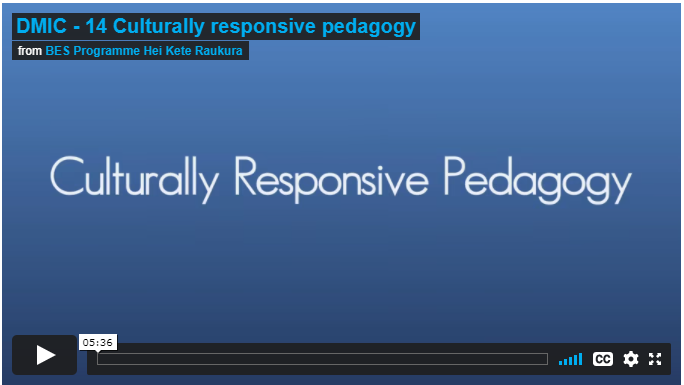 DMIC - 14 Culturally responsive pedagogy
from BES Programme Hei Kete Raukura
Culturally Responsive Pedagogy
05:36
CC